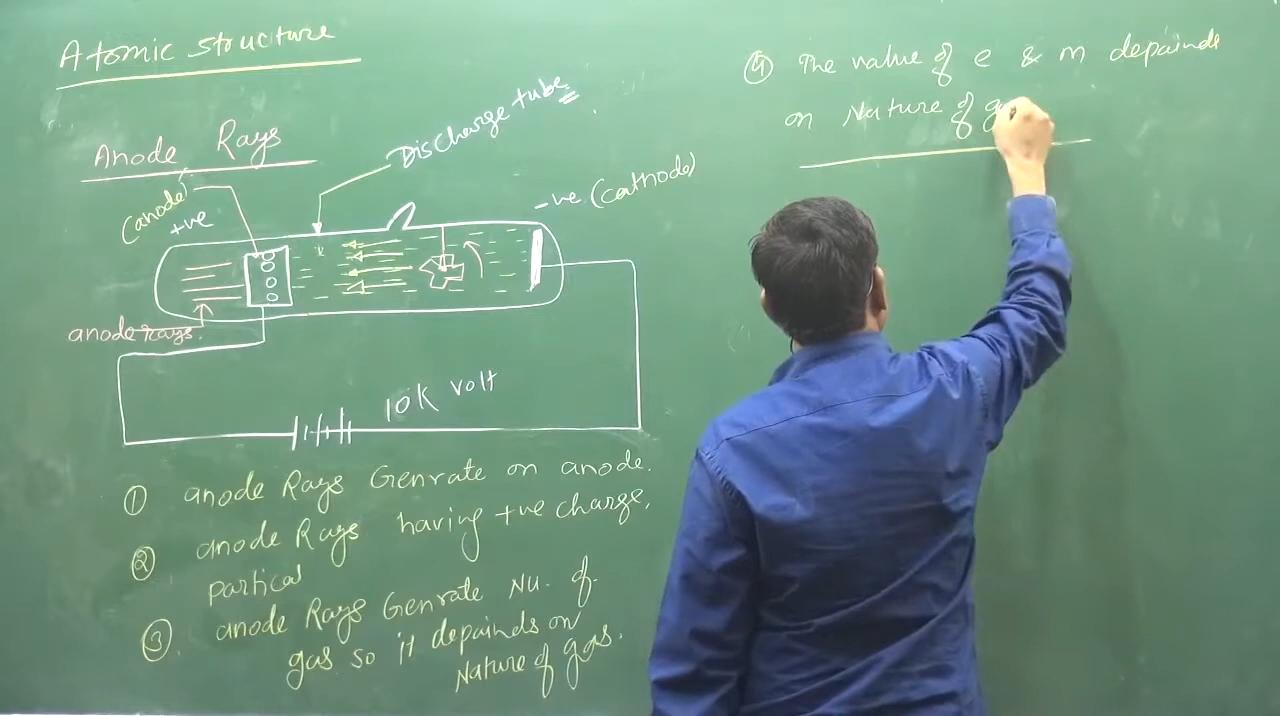 Atomic structure
Anode Rays
Discharge tube
(anode)
+ve
-ve (cathode)
anode rays.
10K volt
① anode Rays Genrate on anode.
② anode Rays having +ve charge,
partical
③. anode Rays Genrate Nu. of
gas. so it depainds on
Nature of gas.
④ The value of e & m depainds
on Nature of